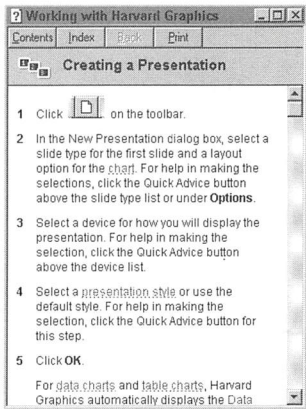 Working with Harvard Graphics
Contents Index Back Print
Creating a Presentation
1 Click on the toolbar.
2 In the New Presentation dialog box, select a
slide type for the first slide and a layout
option for the chart. For help in making the
selections, click the Quick Advice button
above the slide type list or under Options.
3 Select a device for how you will display the
presentation. For help in making the
selection, click the Quick Advice button
above the device list.
4 Select a presentation style or use the
default style. For help in making the
selection, click the Quick Advice button for
this step.
5 Click OK.
For data charts and table charts, Harvard
Graphics automatically displays the Data